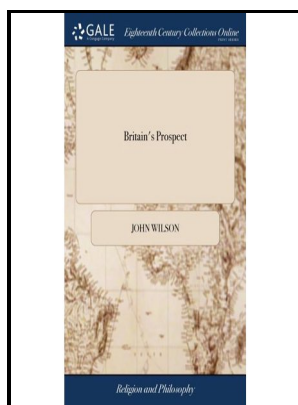 GALE
Eighteenth Century Collections Online
Britain's Prospect
JOHN WILSON
Religion and Philosophy